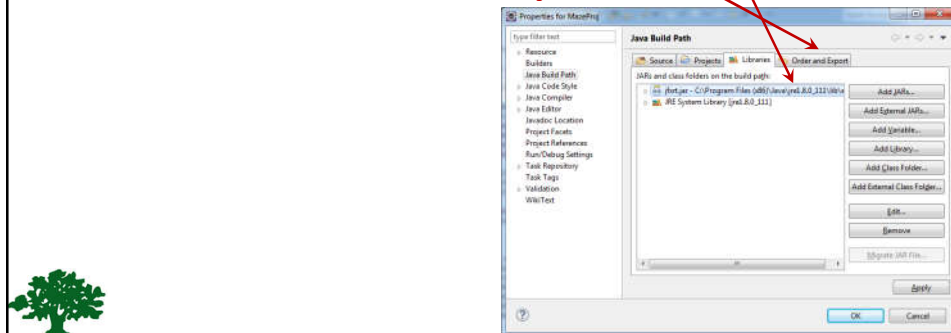 Properties for MazeProj
type filter text
Resource
Builders
Java Build Path
Java Code Style
Java Compiler
Java Editor
Javadoc Location
Project Facets
Project References
Run/Debug Settings
Task Repository
Task Tags
Validation
WikiText
Java Build Path
Source
Projects
Libraries
Order and Export
JARs and class folders on the build path:
jfxrt.jar - C:\Program Files (x86)\Java\jre1.8.0_111\lib\e
JRE System Library [jre1.8.0_111]
Add JARs...
Add External JARs...
Add Variable...
Add Library...
Add Class Folder...
Add External Class Folder...
Edit...
Remove
Migrate JAR File...
Apply
OK
Cancel